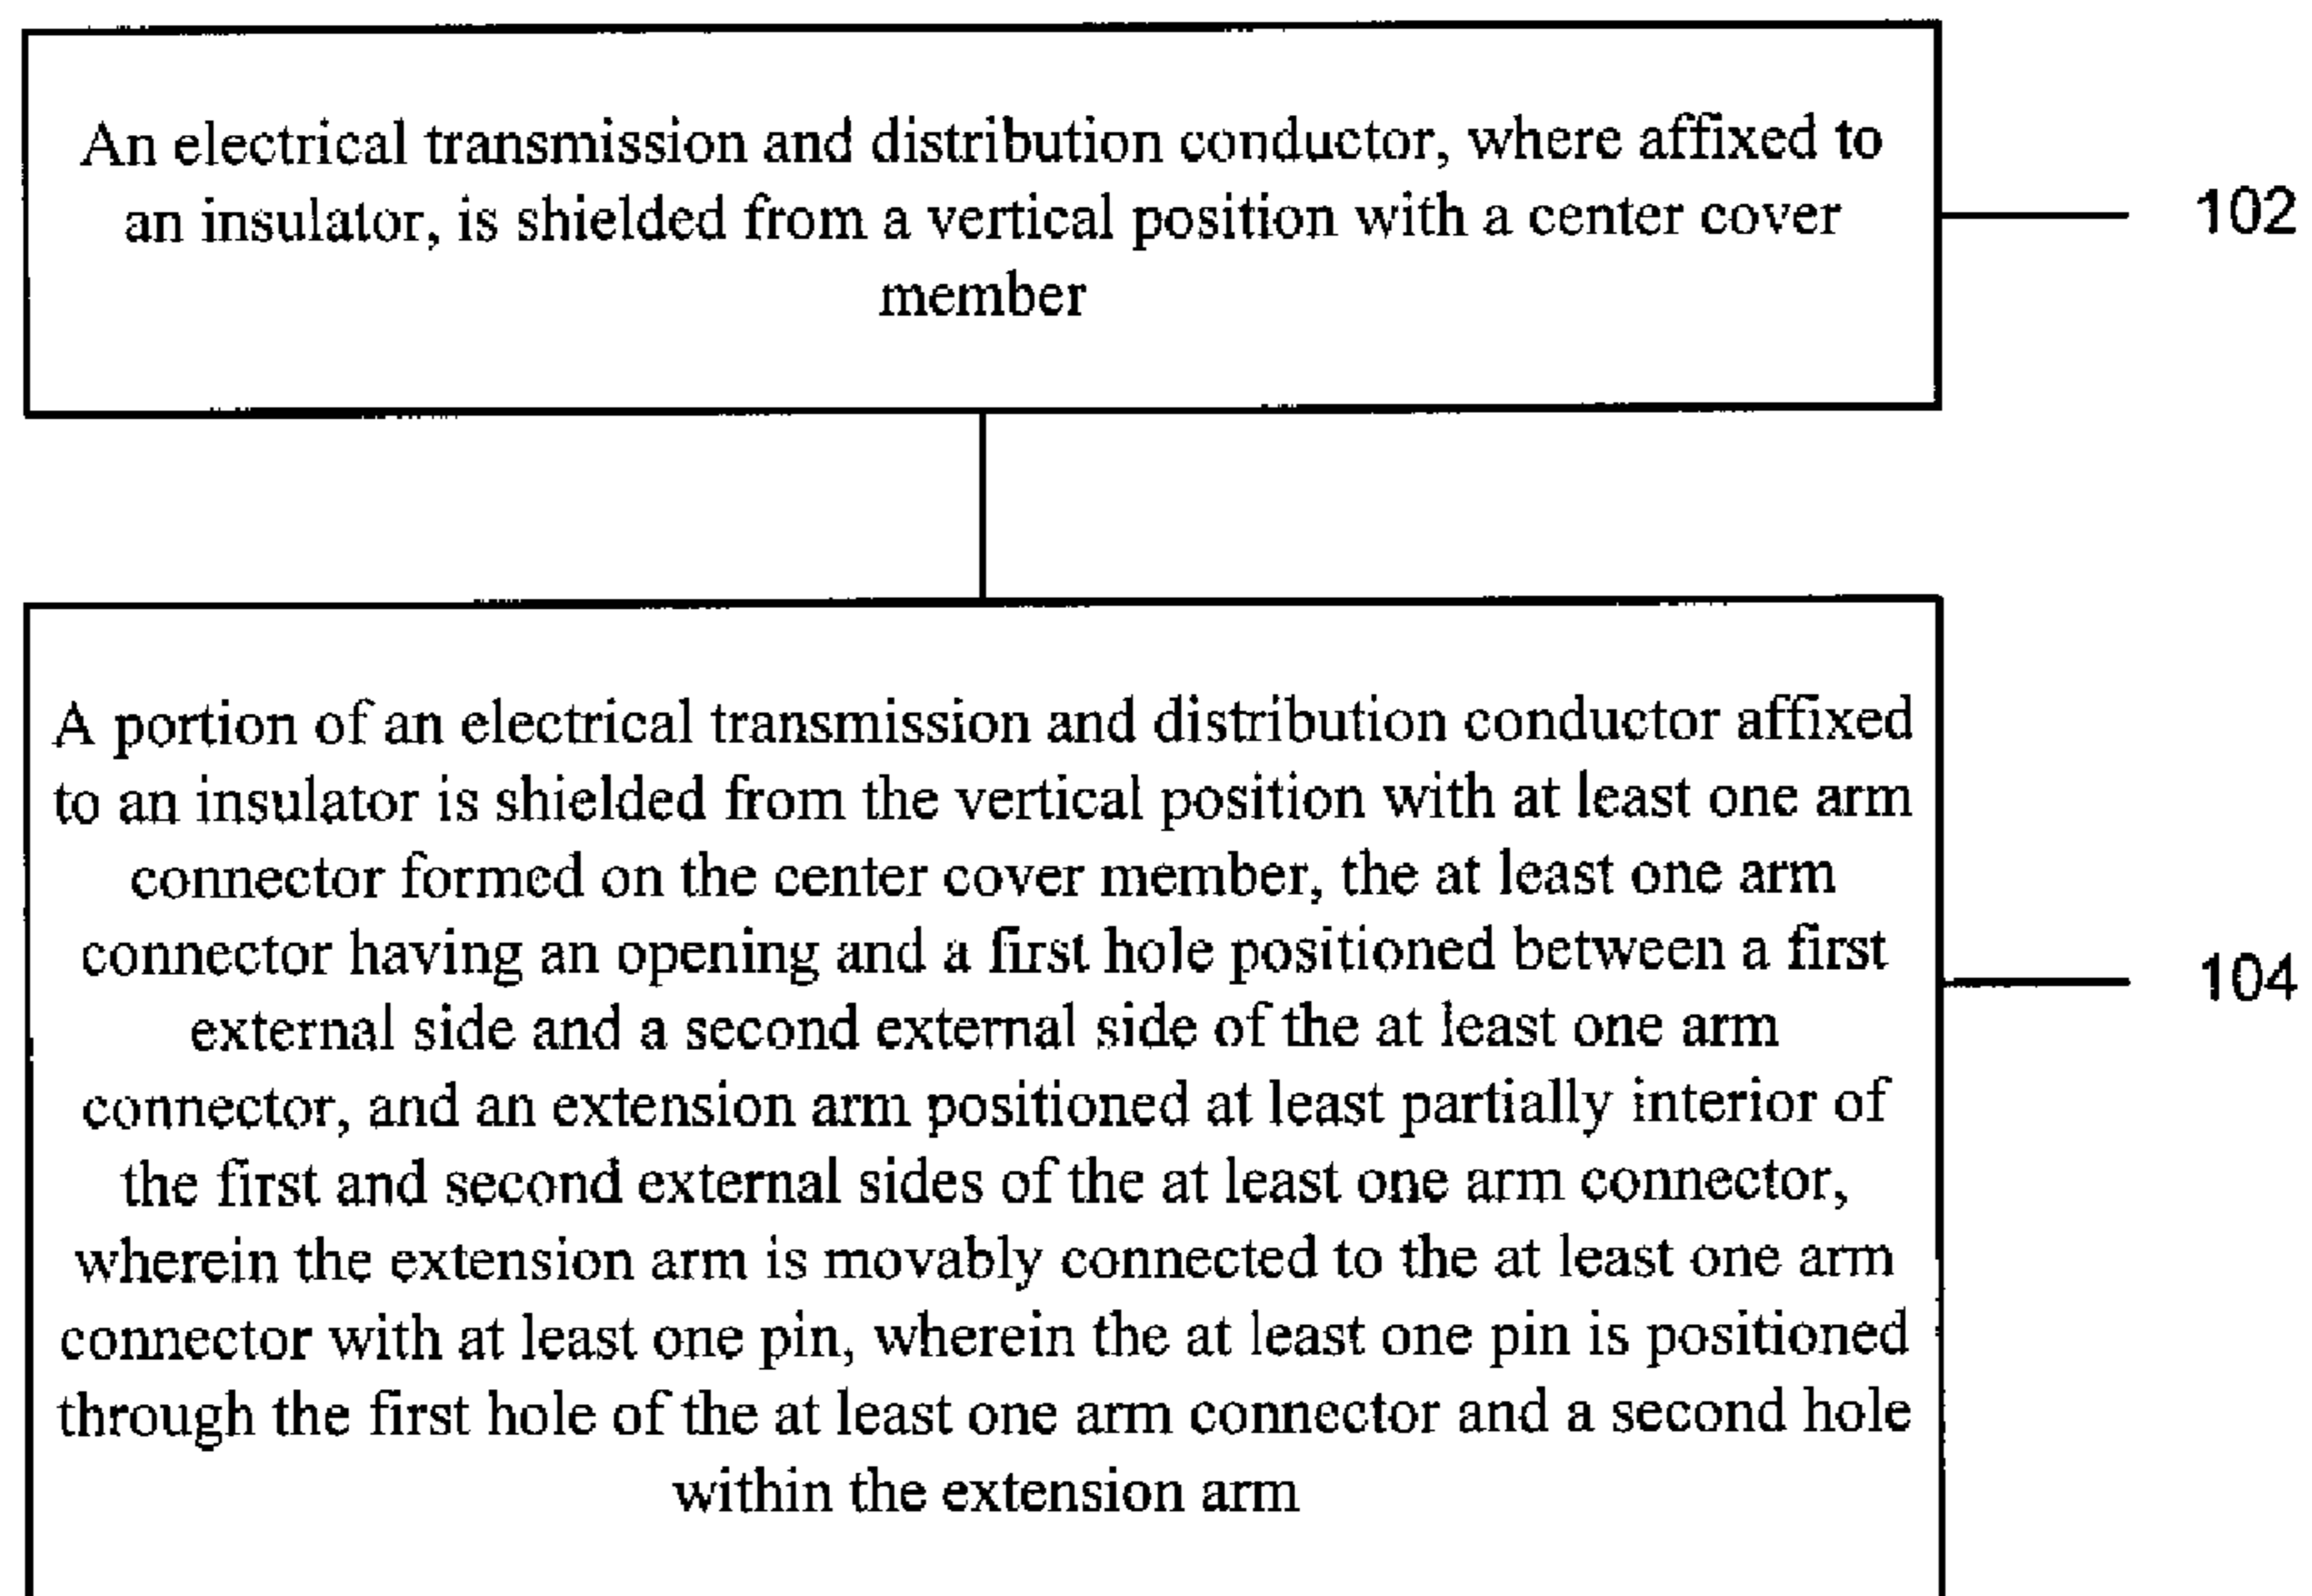 An electrical transmission and distribution conductor, where affixed to
an insulator, is shielded from a vertical position with a center cover
member
102
A portion of an electrical transmission and distribution conductor affixed
to an insulator is shielded from the vertical position with at least one arm
connector formed on the center cover member, the at least one arm
connector having an opening and a first hole positioned between a first
external side and a second external side of the at least one arm
connector, and an extension arm positioned at least partially interior of
the first and second external sides of the at least one arm connector,
wherein the extension arm is movably connected to the at least one arm
connector with at least one pin, wherein the at least one pin is positioned
through the first hole of the at least one arm connector and a second hole
within the extension arm
104